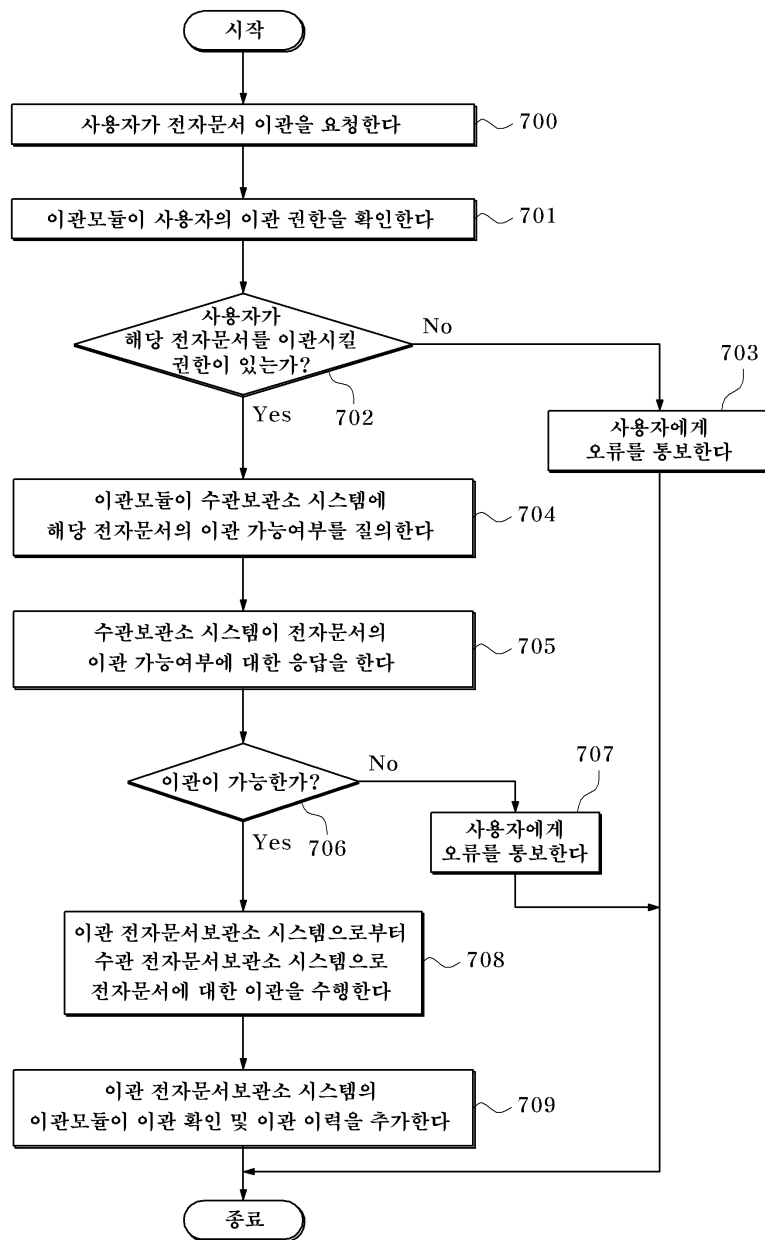 시작
사용자가 전자문서 이관을 요청한다
700
이관모듈이 사용자의 이관 권한을 확인한다
701
사용자가
해당 전자문서를 이관시킬
권한이 있는가?
No
702
Yes
703
사용자에게
오류를 통보한다
이관모듈이 수관보관소 시스템에
해당 전자문서의 이관 가능여부를 질의한다
704
수관보관소 시스템이 전자문서의
이관 가능여부에 대한 응답을 한다
705
이관이 가능한가?
No
706
Yes
707
사용자에게
오류를 통보한다
이관 전자문서보관소 시스템으로부터
수관 전자문서보관소 시스템으로
전자문서에 대한 이관을 수행한다
708
이관 전자문서보관소 시스템의
이관모듈이 이관 확인 및 이관 이력을 추가한다
709
종료